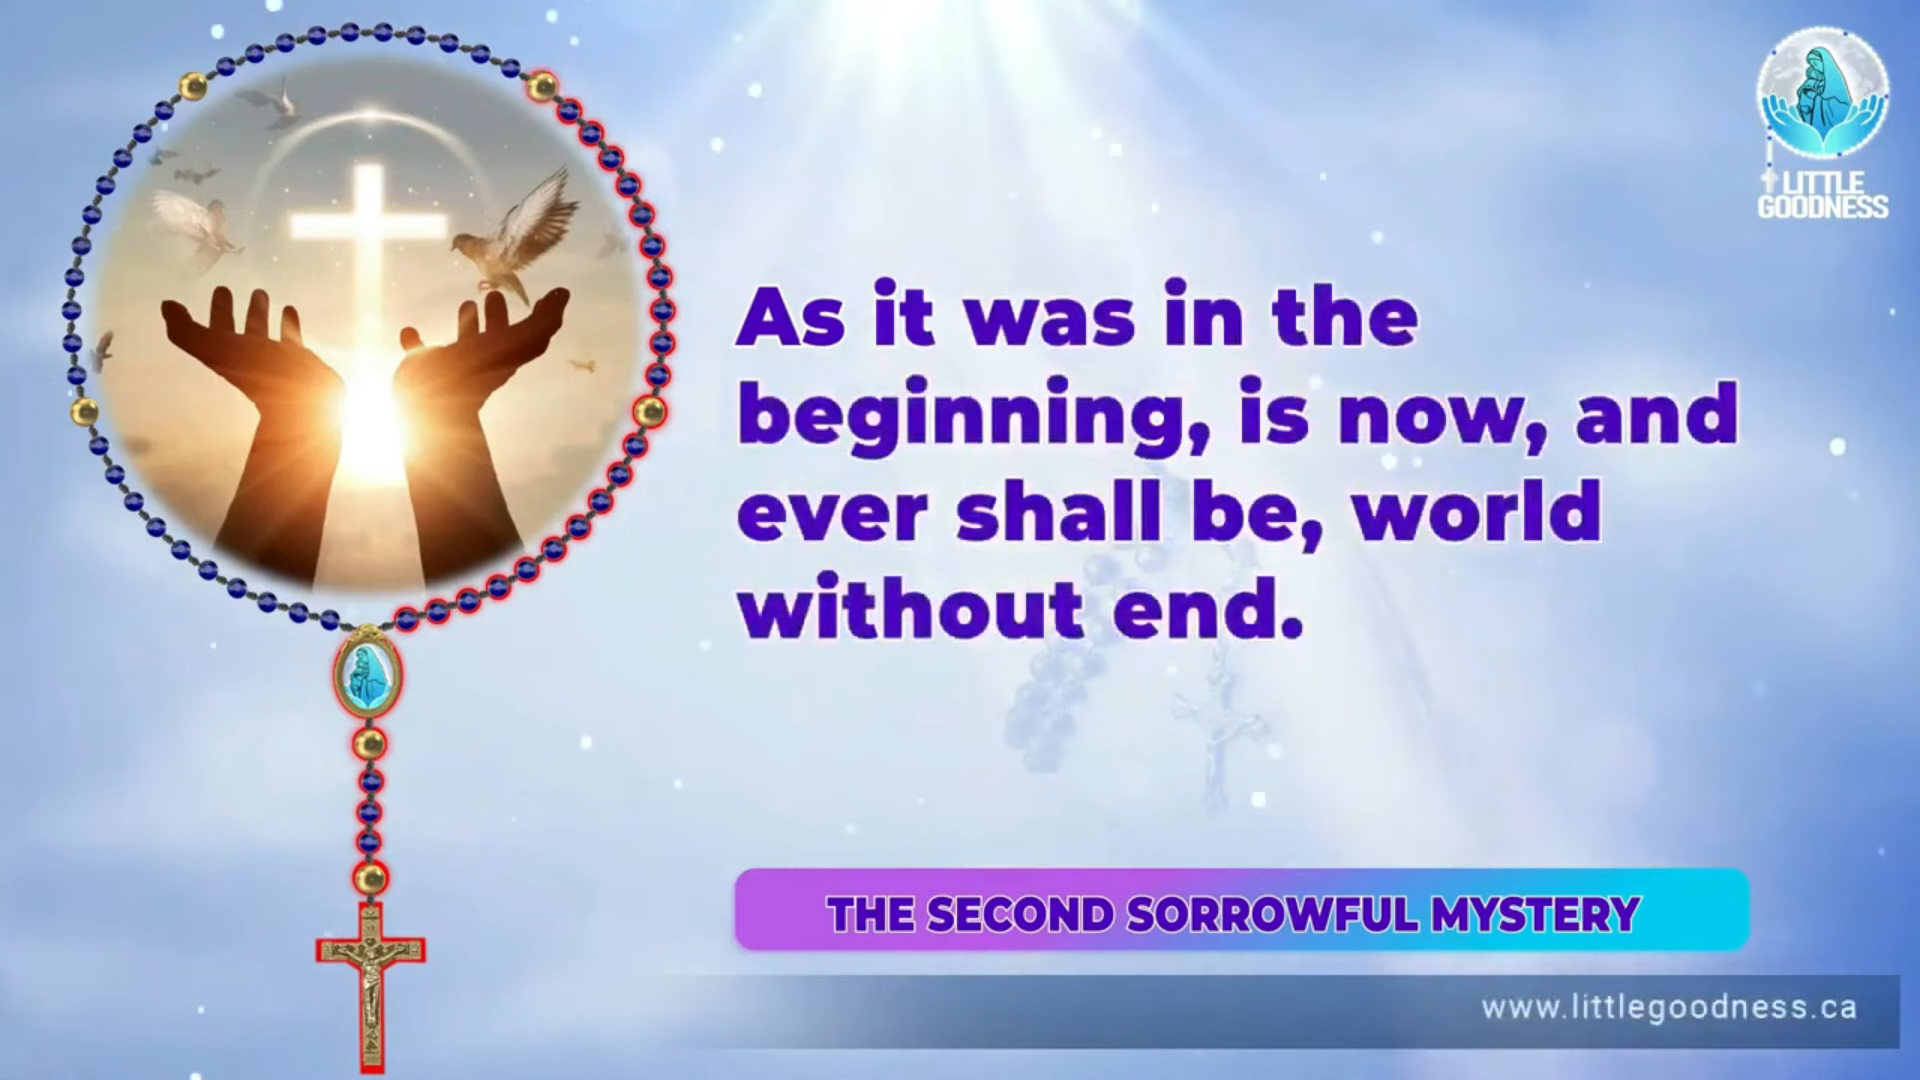 LITTLE
GOODNESS
As it was in the
beginning, is now, and
ever shall be, world
without end.
THE SECOND SORROWFUL MYSTERY
www.littlegoodness.ca